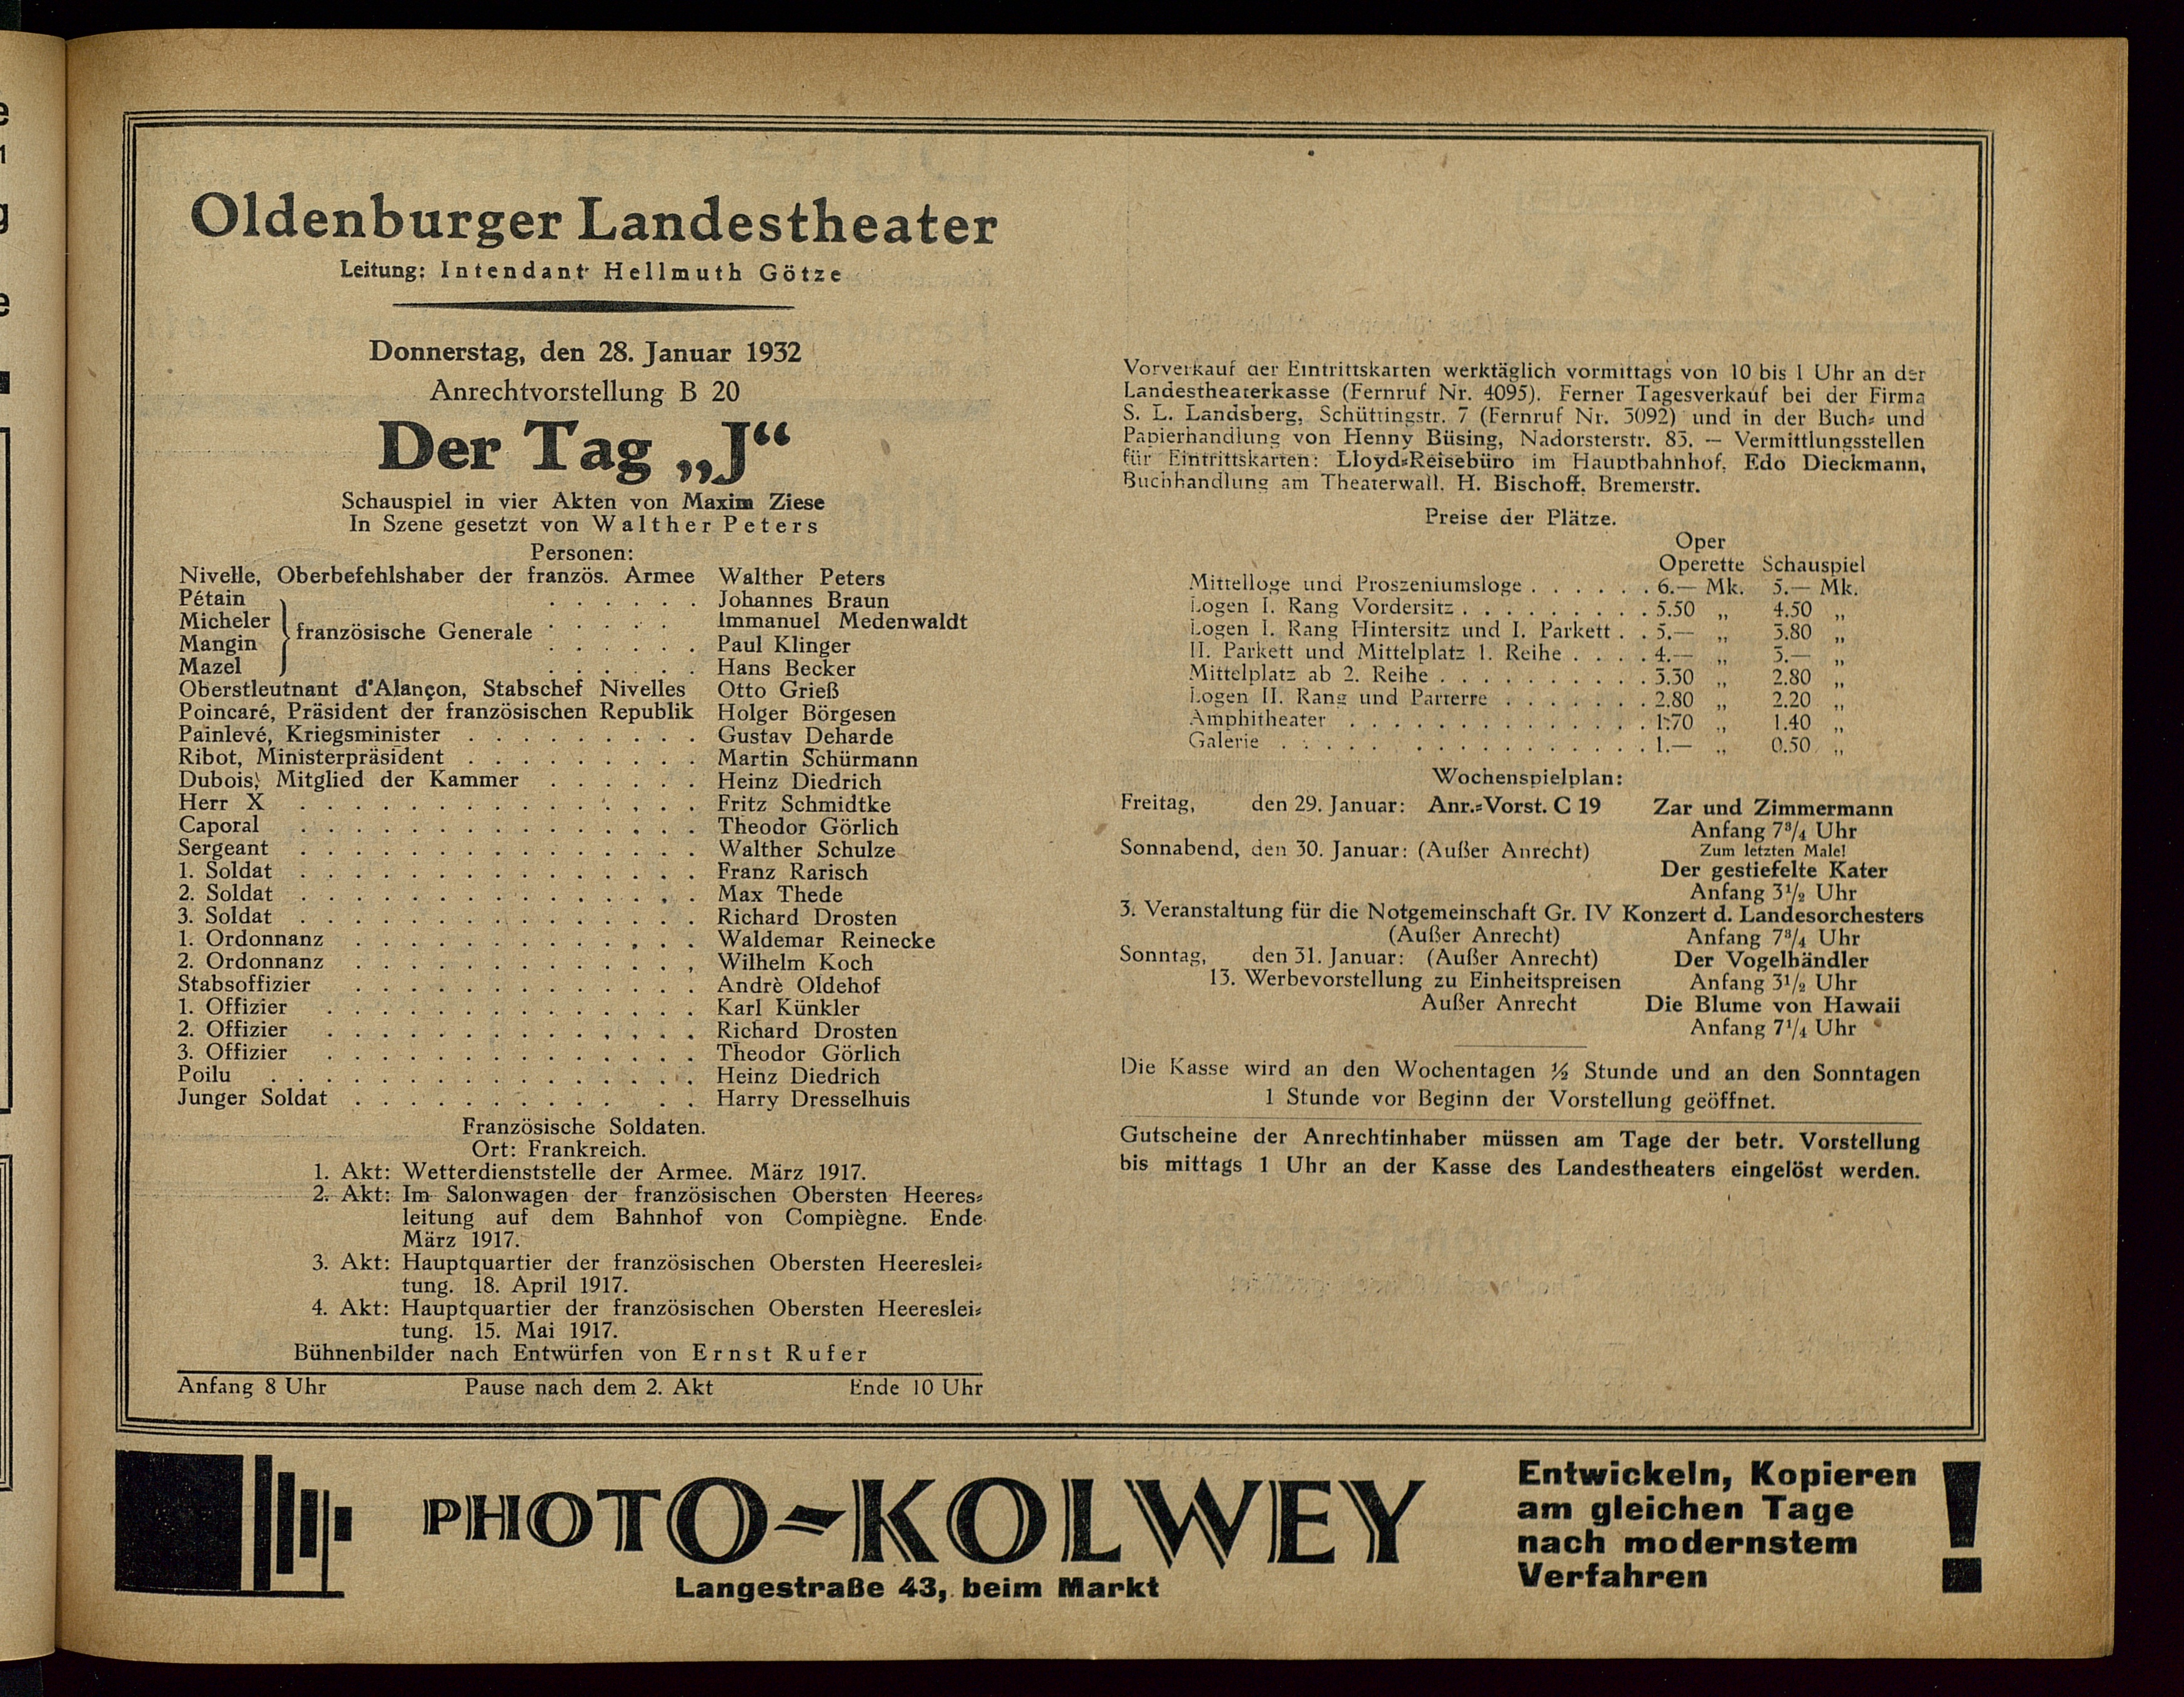 Oldenburger Landestheater
Leitung: Intendant Hellmuth Götze
Donnerstag, den 28. Januar 1932
Anrechtvorstellung B 20
Der Tag „J“
Schauspiel in vier Akten von Maxim Ziese
In Szene gesetzt von Walther Peters
Personen:
Nivelle, Oberbefehlshaber der französ. Armee Walther Peters
Pétain . . . . . . Johannes Braun
Micheler . . . . . Immanuel Medenwaldt
französische Generale
Mangin . . . . . . Paul Klinger
Mazel . . . . . . Hans Becker
Oberstleutnant d'Alançon, Stabschef Nivelles Otto Grieß
Poincaré, Präsident der französischen Republik Holger Börgesen
Painlevé, Kriegsminister . . . . . . . . . Gustav Deharde
Ribot, Ministerpräsident . . . . . . . . . Martin Schürmann
Dubois, Mitglied der Kammer . . . . . . Heinz Diedrich
Herr X . . . . . . . . . . . . . . . Fritz Schmidtke
Caporal . . . . . . . . . . . . . . . Theodor Görlich
Sergeant . . . . . . . . . . . . . . . Walther Schulze
1. Soldat . . . . . . . . . . . . . . . Franz Rarisch
2. Soldat . . . . . . . . . . . . . . . Max Thede
3. Soldat . . . . . . . . . . . . . . . Richard Drosten
1. Ordonnanz . . . . . . . . . . . . . Waldemar Reinecke
2. Ordonnanz . . . . . . . . . . . . . Wilhelm Koch
Stabsoffizier . . . . . . . . . . . . . Andrè Oldehof
1. Offizier . . . . . . . . . . . . . . Karl Künkler
2. Offizier . . . . . . . . . . . . . . Richard Drosten
3. Offizier . . . . . . . . . . . . . . Theodor Görlich
Poilu . . . . . . . . . . . . . . . . Heinz Diedrich
Junger Soldat . . . . . . . . . . . . Harry Dresselhuis
Französische Soldaten.
Ort: Frankreich.
1. Akt: Wetterdienststelle der Armee. März 1917.
2. Akt: Im Salonwagen der französischen Obersten Heeres-
leitung auf dem Bahnhof von Compiègne. Ende
März 1917.
3. Akt: Hauptquartier der französischen Obersten Heereslei-
tung. 18. April 1917.
4. Akt: Hauptquartier der französischen Obersten Heereslei-
tung. 15. Mai 1917.
Bühnenbilder nach Entwürfen von Ernst Rufer
Anfang 8 Uhr Pause nach dem 2. Akt Ende 10 Uhr
Vorverkauf der Eintrittskarten werktäglich vormittags von 10 bis 1 Uhr an der
Landestheaterkasse (Fernruf Nr. 4095). Ferner Tagesverkauf bei der Firma
S. L. Landsberg, Schüttingstr. 7 (Fernruf Nr. 3092) und in der Buch- und
Papierhandlung von Henny Büsing, Nadorsterstr. 83. — Vermittlungsstellen
für Eintrittskarten: Lloyd-Reisebüro im Hauptbahnhof, Edo Dieckmann,
Buchhandlung am Theaterwall, H. Bischoff, Bremerstr.
Preise der Plätze.
Oper
Operette Schauspiel
Mittelloge und Proszeniumsloge . . . . . . 6.— Mk. 5.— Mk.
Logen I. Rang Vordersitz . . . . . . . . . 5.50 „ 4.50 „
Logen I. Rang Hintersitz und I. Parkett . . 5.— „ 3.80 „
II. Parkett und Mittelplatz 1. Reihe . . . . 4.— „ 3.— „
Mittelplatz ab 2. Reihe . . . . . . . . . . 3.30 „ 2.80 „
Logen II. Rang und Parterre . . . . . . . 2.80 „ 2.20 „
Amphitheater . . . . . . . . . . . . . 1.70 „ 1.40 „
Galerie . . . . . . . . . . . . . . 1.— „ 0.50 „
Wochenspielplan:
Freitag, den 29. Januar: Anr.-Vorst. C 19 Zar und Zimmermann
Anfang 7¾ Uhr
Sonnabend, den 30. Januar: (Außer Anrecht) Zum letzten Male!
Der gestiefelte Kater
Anfang 3½ Uhr
3. Veranstaltung für die Notgemeinschaft Gr. IV Konzert d. Landesorchesters
(Außer Anrecht) Anfang 7¾ Uhr
Sonntag, den 31. Januar: (Außer Anrecht) Der Vogelhändler
13. Werbevorstellung zu Einheitspreisen Anfang 3½ Uhr
Außer Anrecht Die Blume von Hawaii
Anfang 7¼ Uhr
Die Kasse wird an den Wochentagen ½ Stunde und an den Sonntagen
1 Stunde vor Beginn der Vorstellung geöffnet.
Gutscheine der Anrechtinhaber müssen am Tage der betr. Vorstellung
bis mittags 1 Uhr an der Kasse des Landestheaters eingelöst werden.
PHOTO-KOLWEY
Langestraße 43, beim Markt
Entwickeln, Kopieren
am gleichen Tage
nach modernstem
Verfahren
!